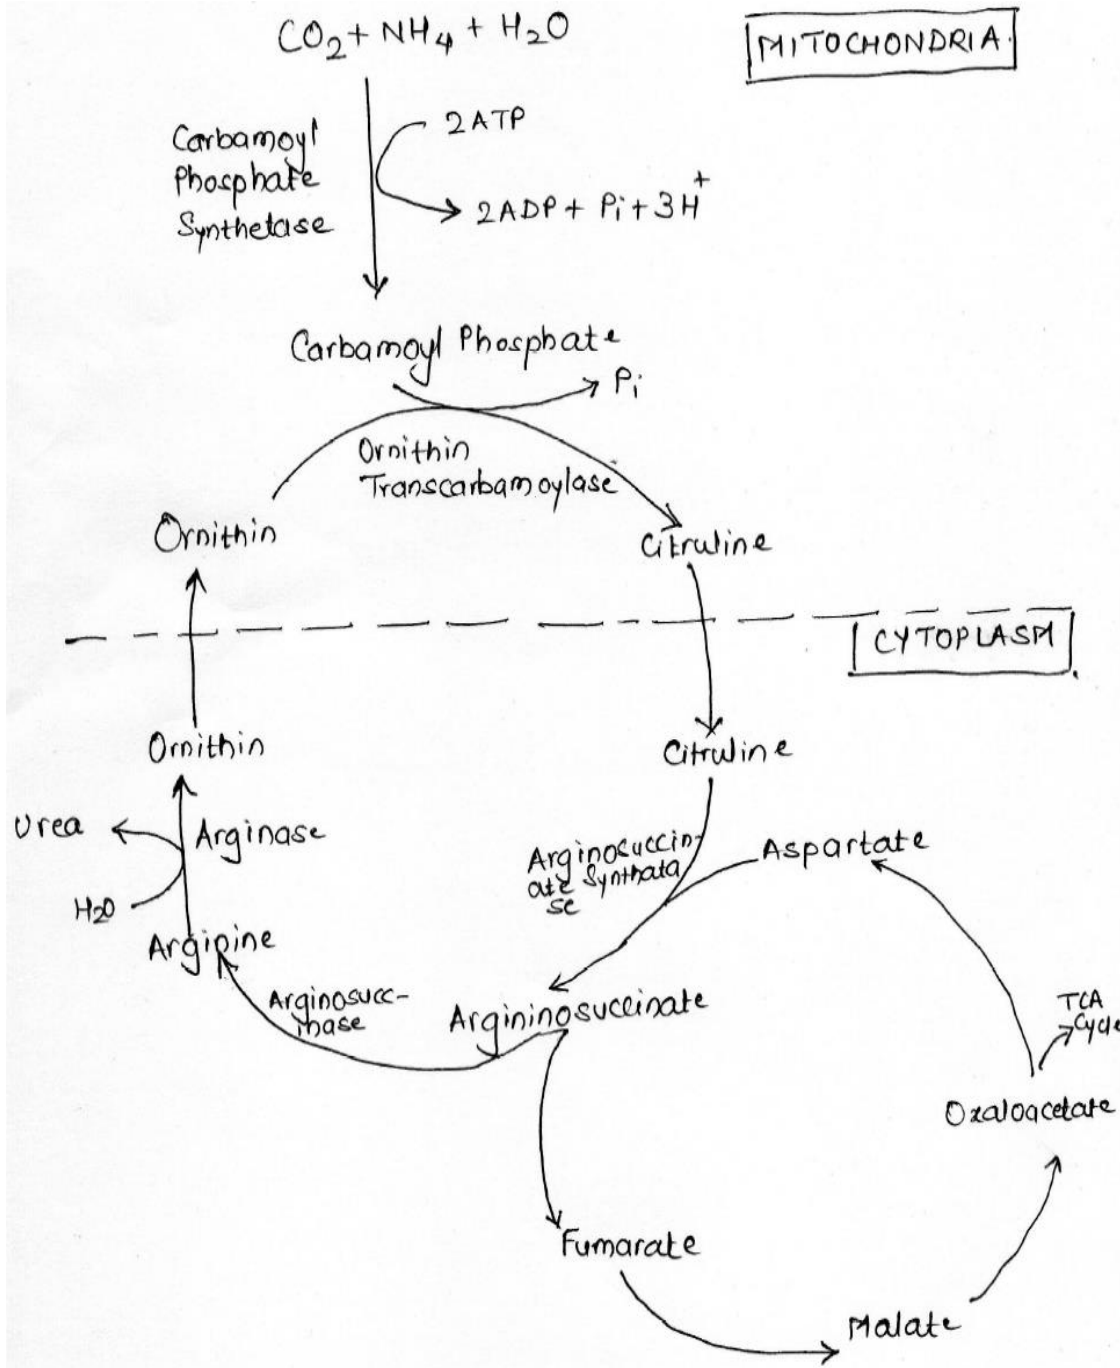 CO2 + NH4 + H2O
MITOCHONDRIA.
2ATP
Carbamoyl
Phosphate
Synthetase
2ADP + Pi + 3H+
Carbamoyl Phosphate
Pi
Ornithin
Transcarbamoylase
Ornithin
Citruline
CYTOPLASM
Ornithin
Citruline
Urea
Arginase
H2O
Arginine
Arginosuccin-
ate Synthata
se
Aspartate
Arginosucc-
inase
Argininosuccinate
TCA
Cycle
Oxaloacetate
Fumarate
Malate